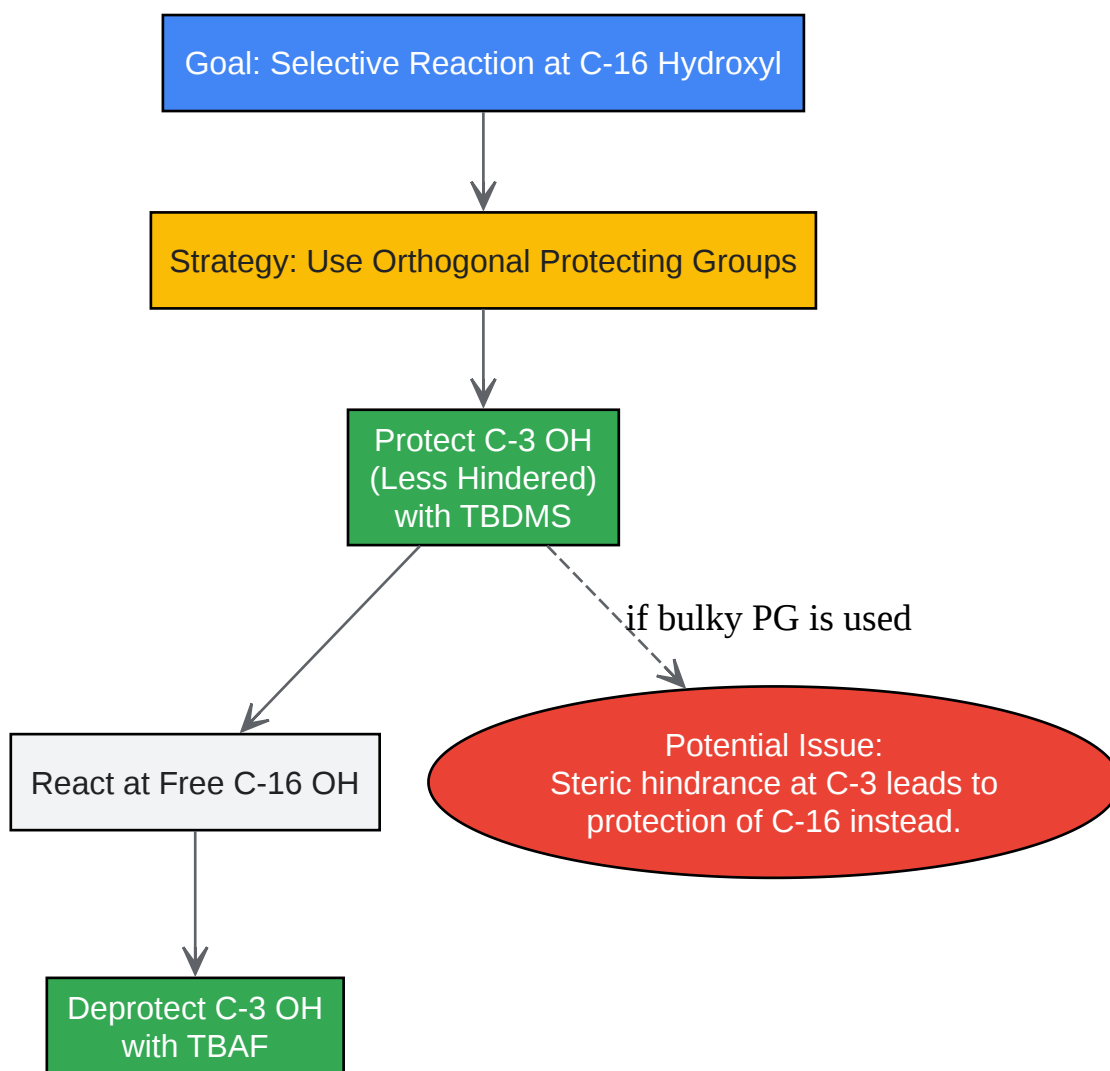 Goal: Selective Reaction at C-16 Hydroxyl
Strategy: Use Orthogonal Protecting Groups
Protect C-3 OH
(Less Hindered)
with TBDMS
if bulky PG is used
React at Free C-16 OH
Potential Issue:
Steric hindrance at C-3 leads to
protection of C-16 instead.
Deprotect C-3 OH
with TBAF